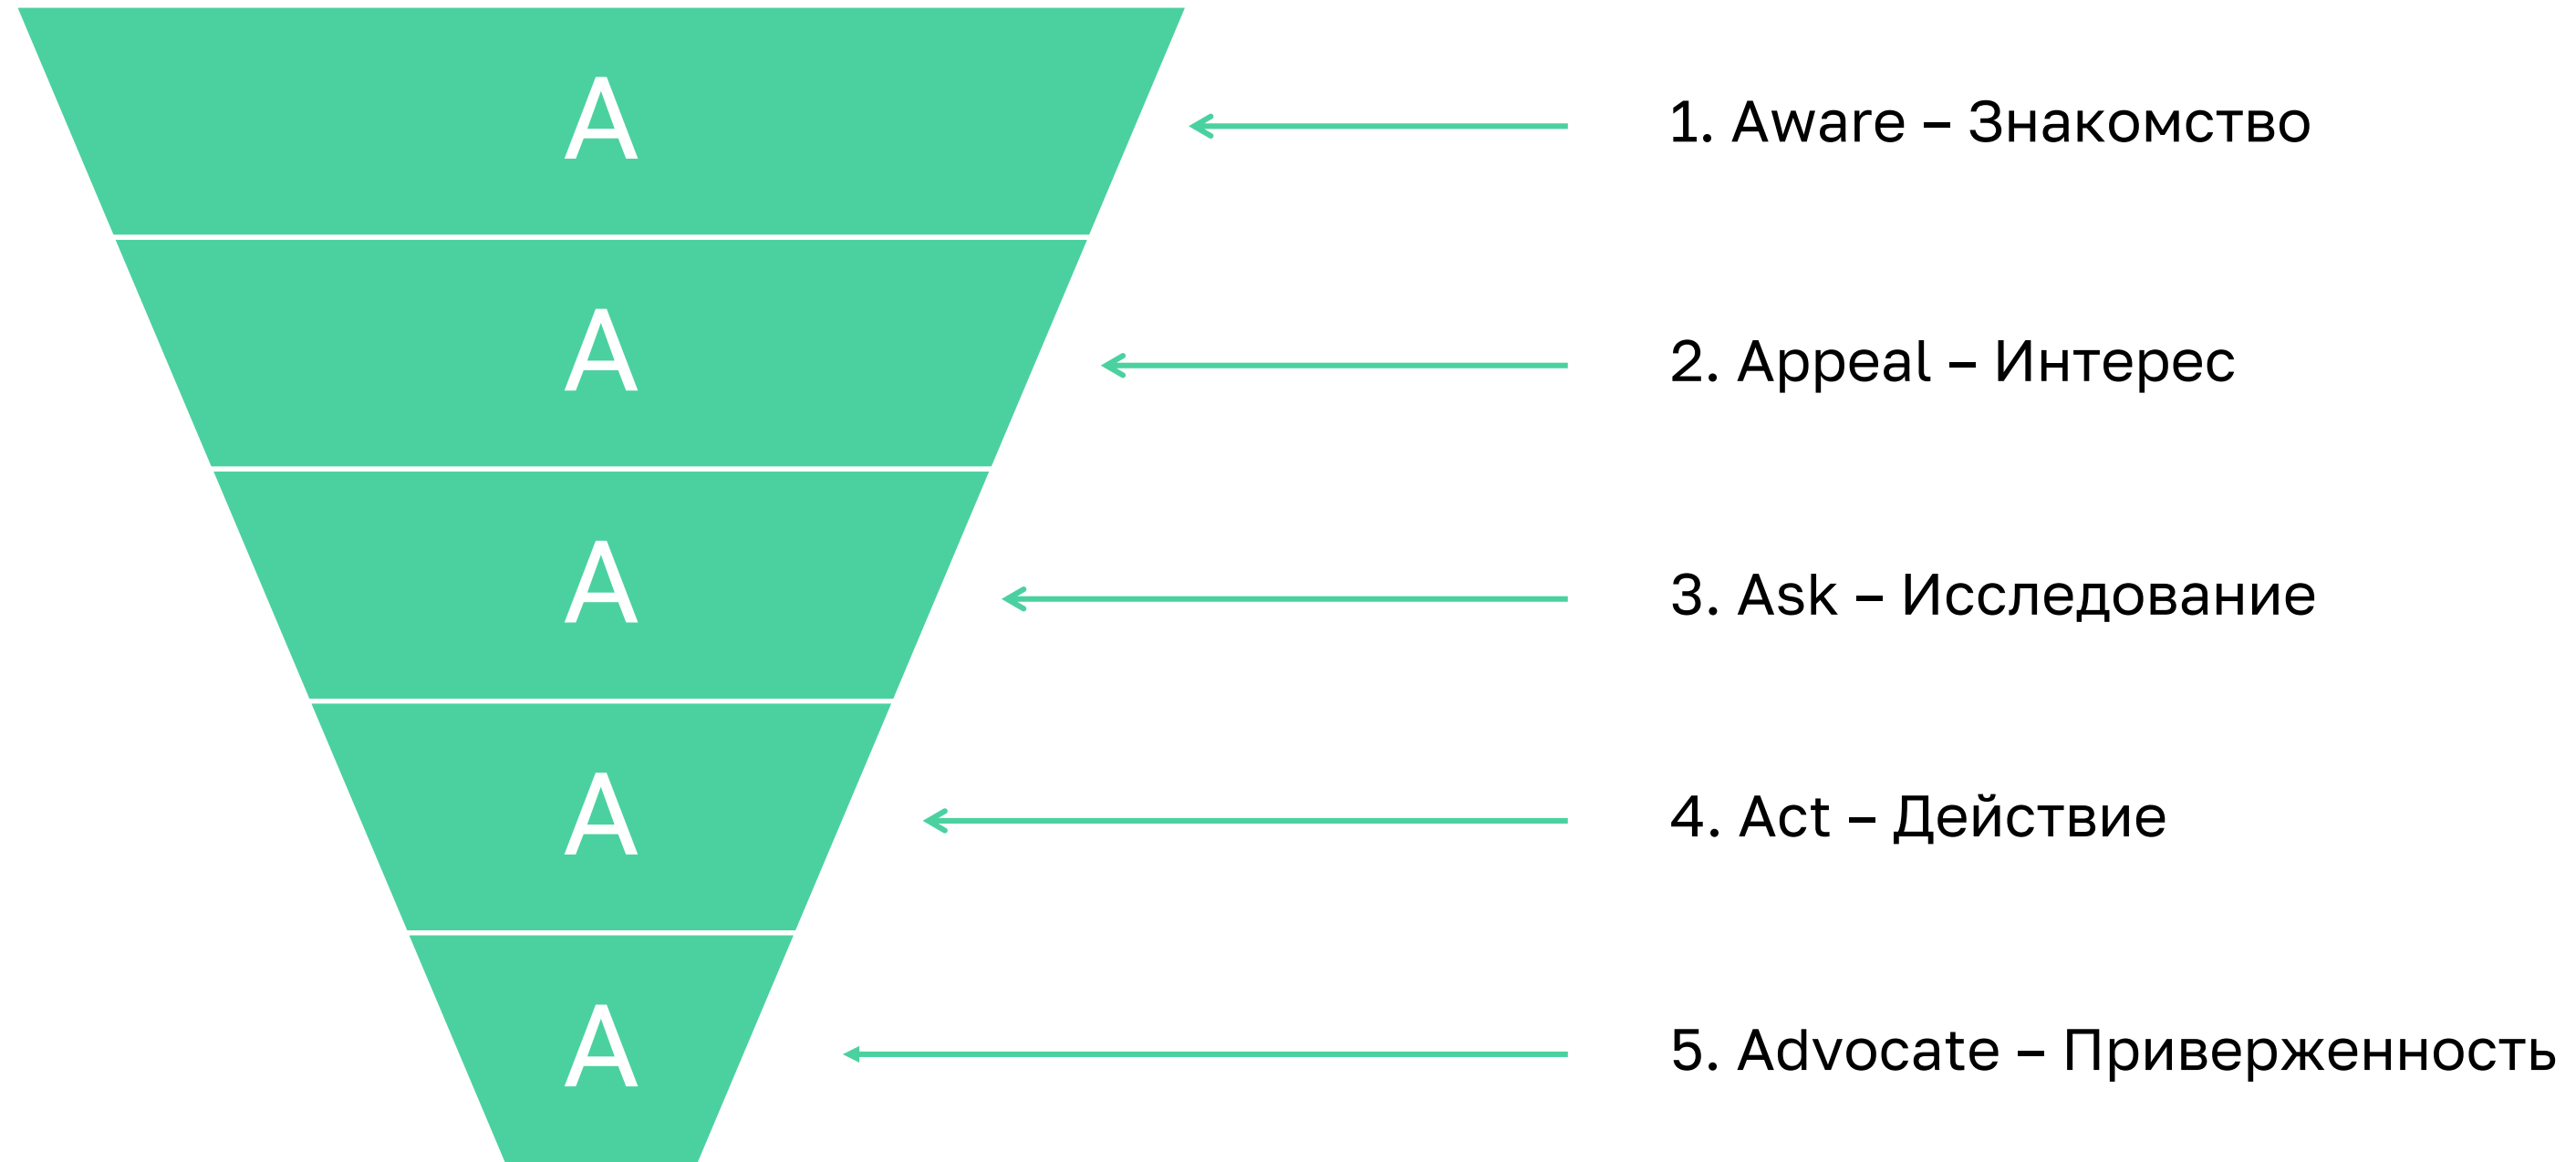 A
1. Aware – Знакомство
A
2. Appeal – Интерес
A
3. Ask – Исследование
A
4. Act – Действие
A
5. Advocate – Приверженность